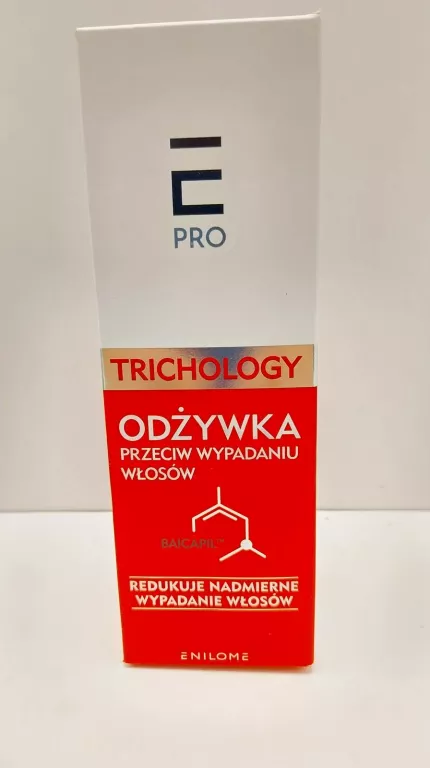 E
PRO
TRICHOLOGY
ODŻYWKA
PRZECIW WYPADANIU
WŁOSÓW
BAICAPIL™
REDUKUJE NADMIERNE
WYPADANIE WŁOSÓW
ENILOME